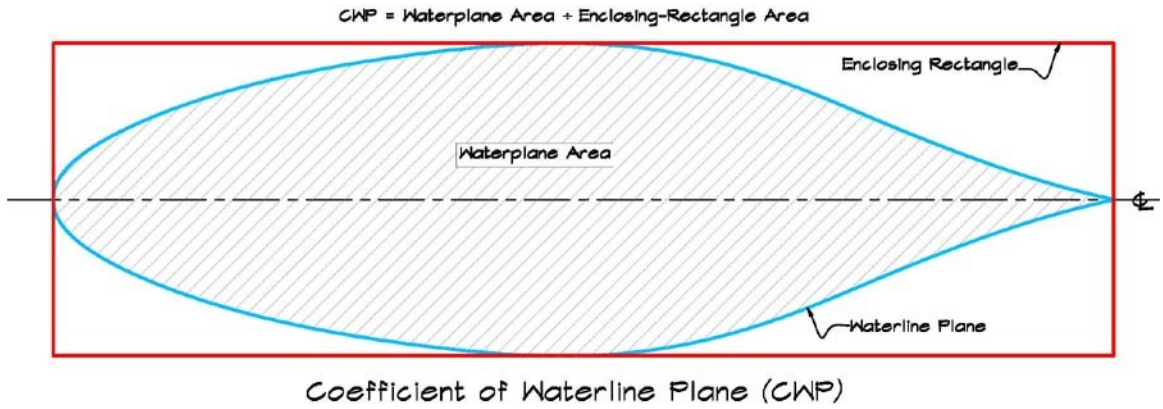 CWP = Waterplane Area ÷ Enclosing-Rectangle Area
Enclosing Rectangle
Waterplane Area
℄
Waterline Plane
Coefficient of Waterline Plane (CWP)